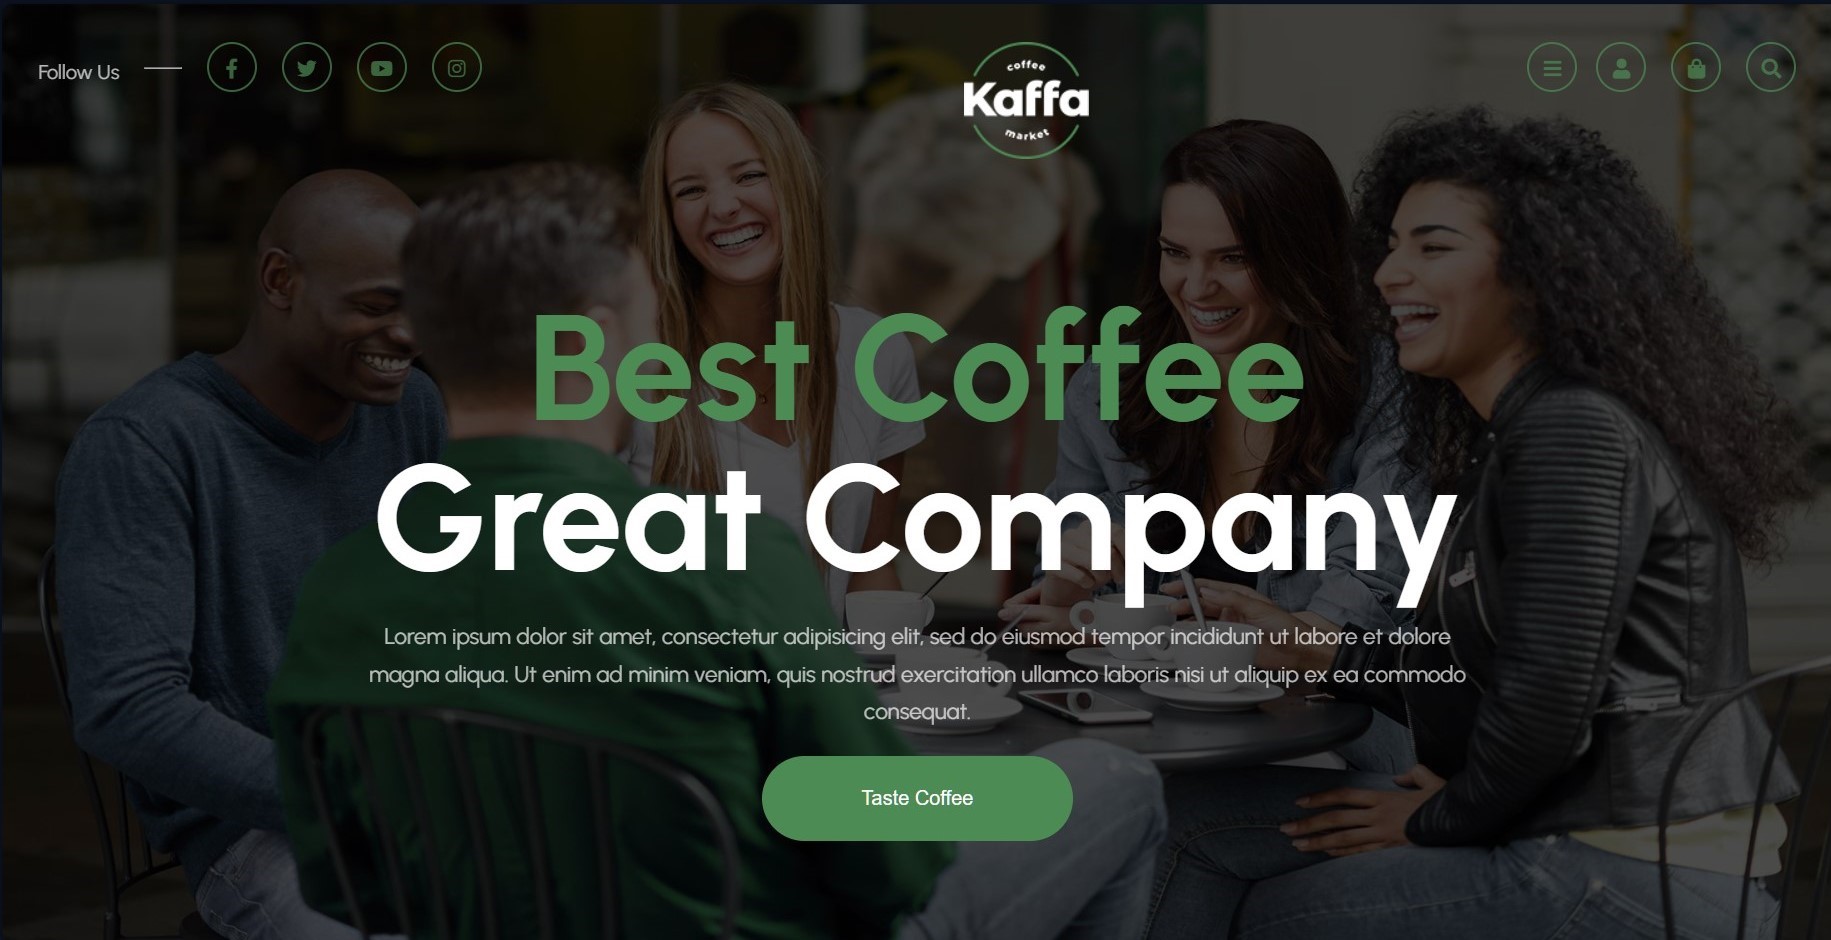 Follow Us
coffee
Kaffa
market
Best Coffee
Great Company
Lorem ipsum dolor sit amet, consectetur adipisicing elit, sed do eiusmod tempor incididunt ut labore et dolore
magna aliqua. Ut enim ad minim veniam, quis nostrud exercitation ullamco laboris nisi ut aliquip ex ea commodo
consequat.
Taste Coffee